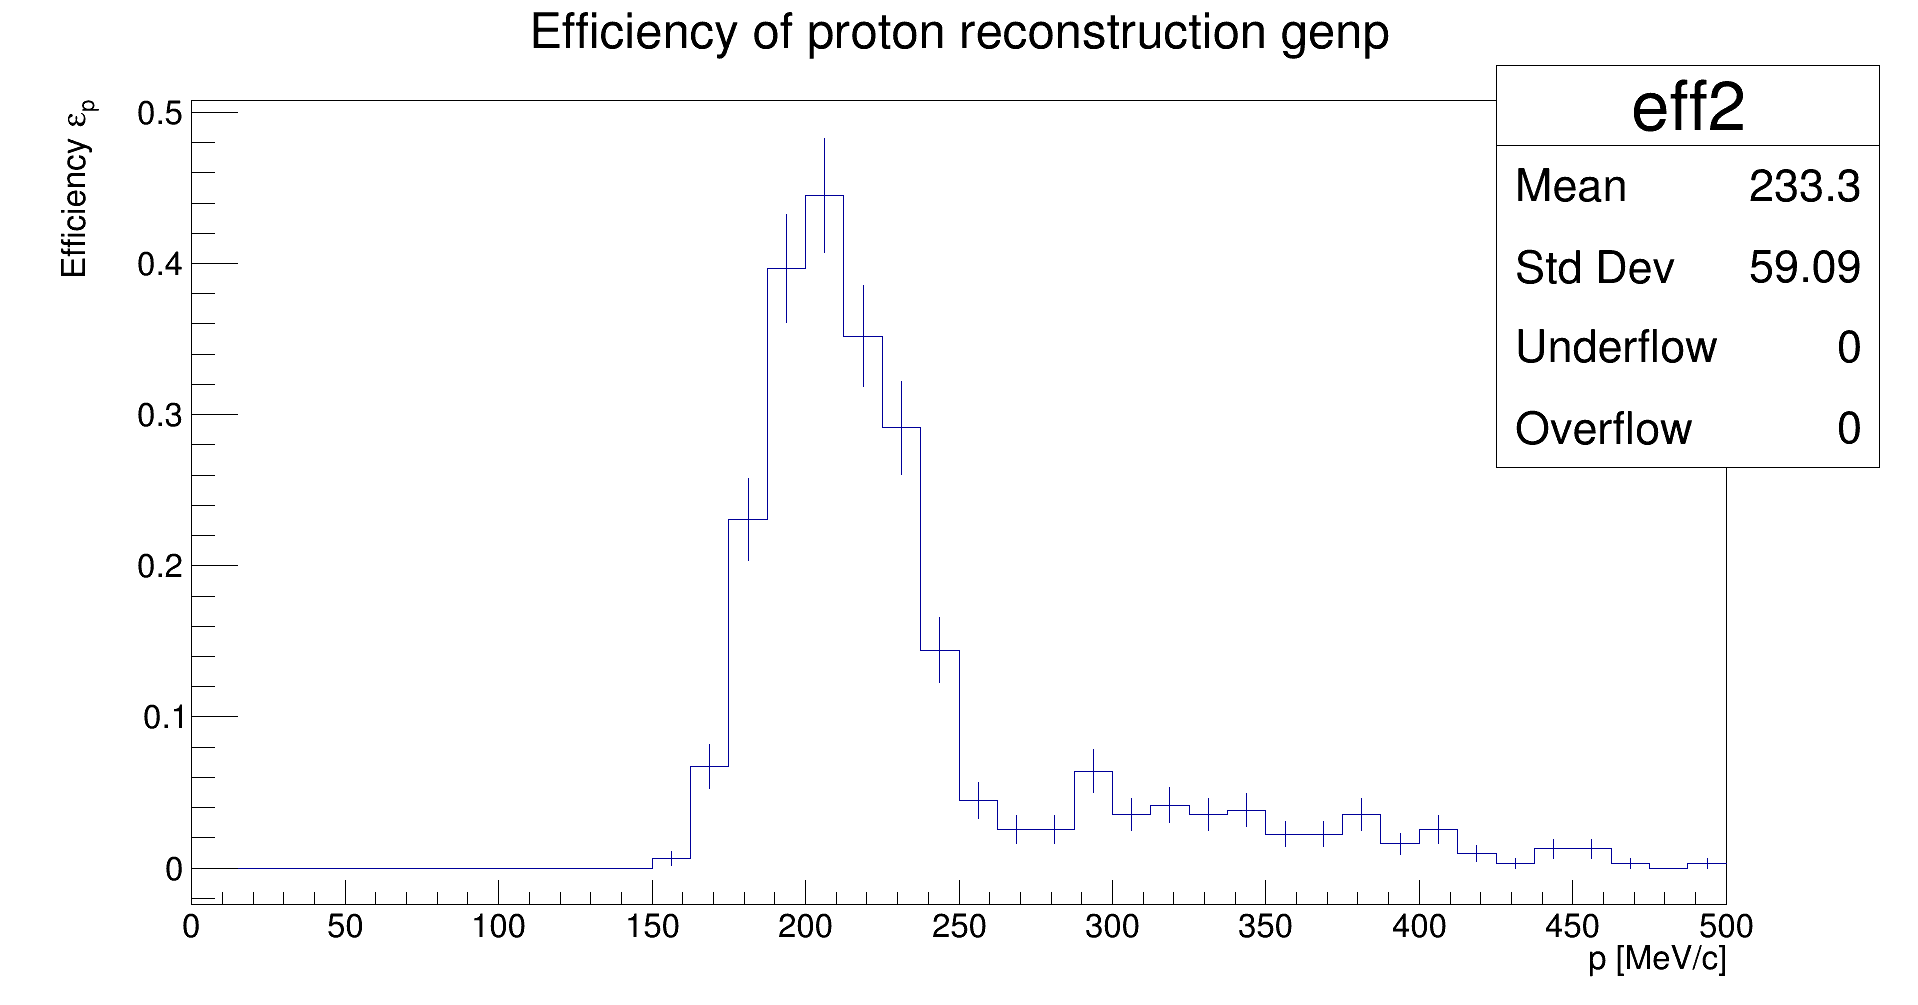 Efficiency of proton reconstruction genp
eff2
Mean 233.3
Std Dev 59.09
Underflow 0
Overflow 0
Efficiency εp
0.5
0.4
0.3
0.2
0.1
0
0 50 100 150 200 250 300 350 400 450 500
p [MeV/c]